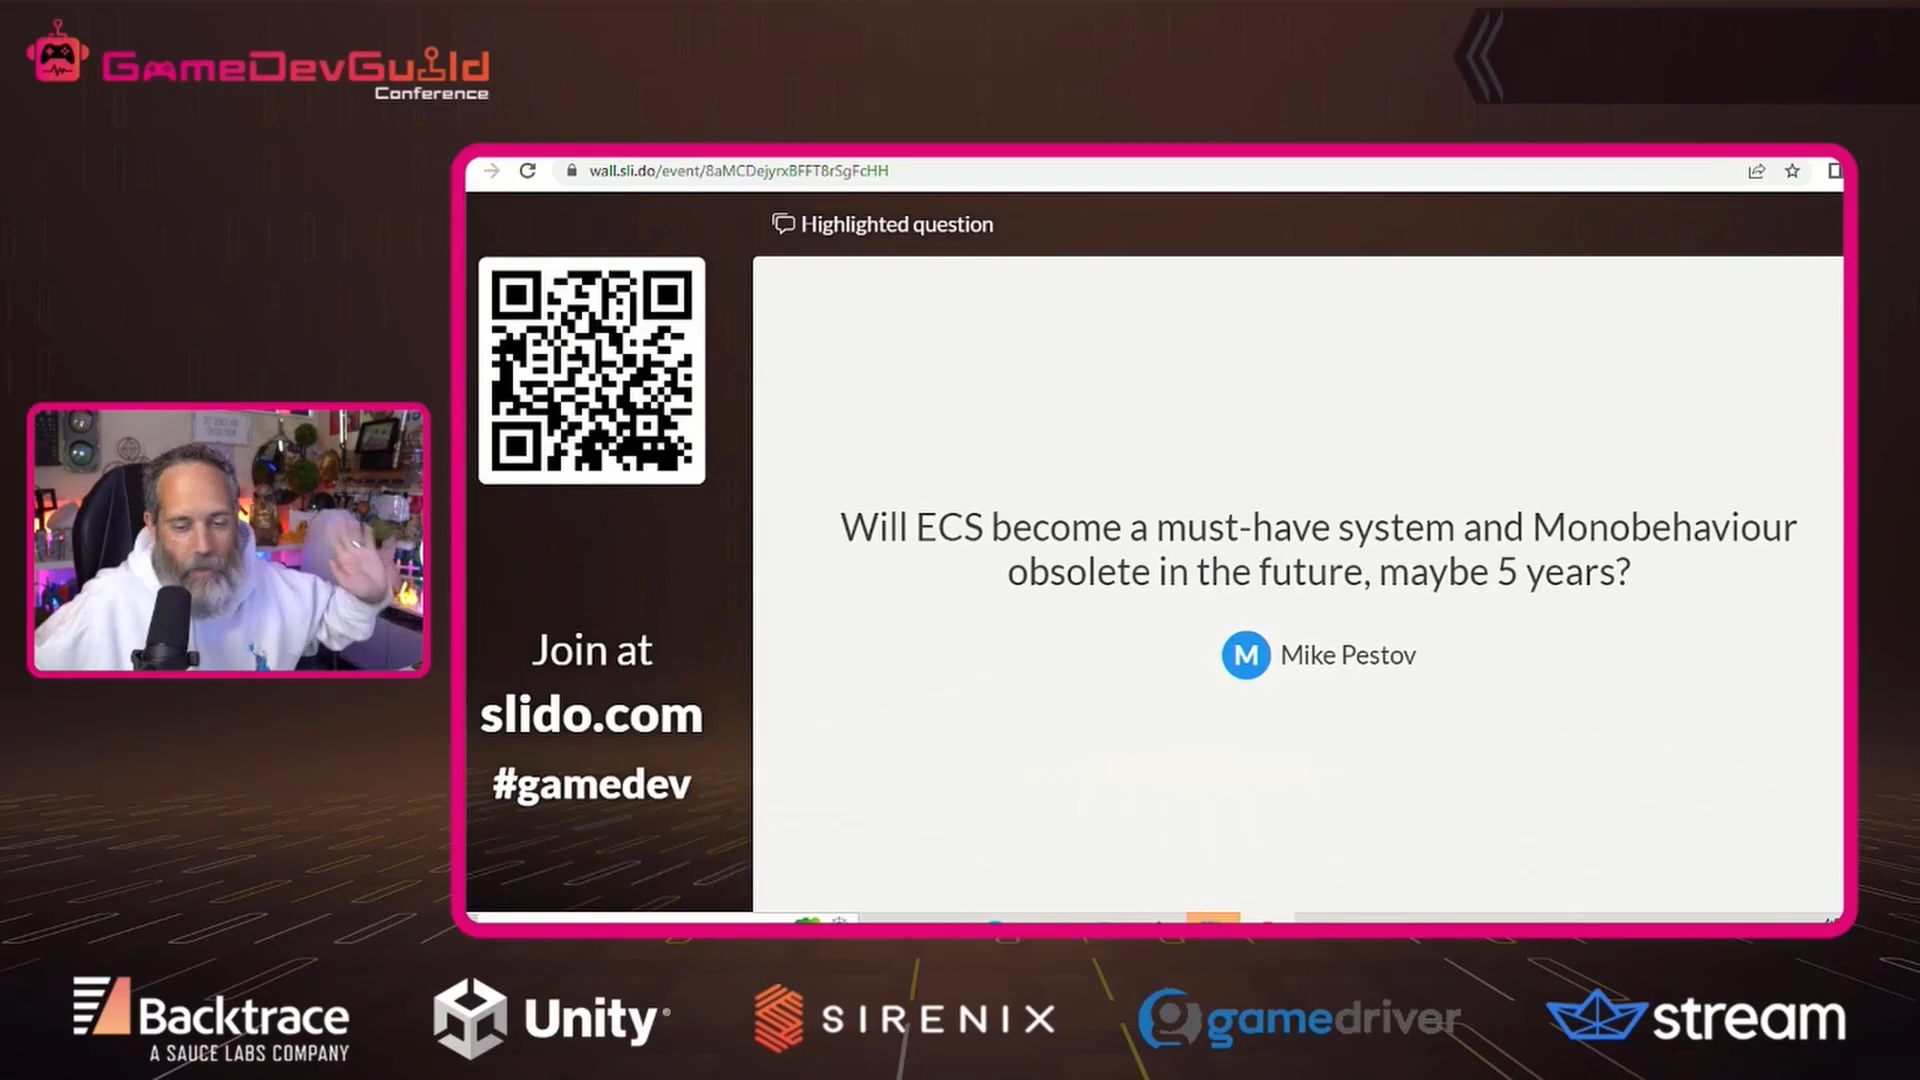 GameDevGuild
Conference
wall.sli.do/event/8aMCDejyrxBFFT8rSgFcHH
Highlighted question
Will ECS become a must-have system and Monobehaviour
obsolete in the future, maybe 5 years?
M Mike Pestov
Join at
slido.com
#gamedev
Backtrace
A SAUCE LABS COMPANY
Unity
SIRENIX
gamedriver
stream